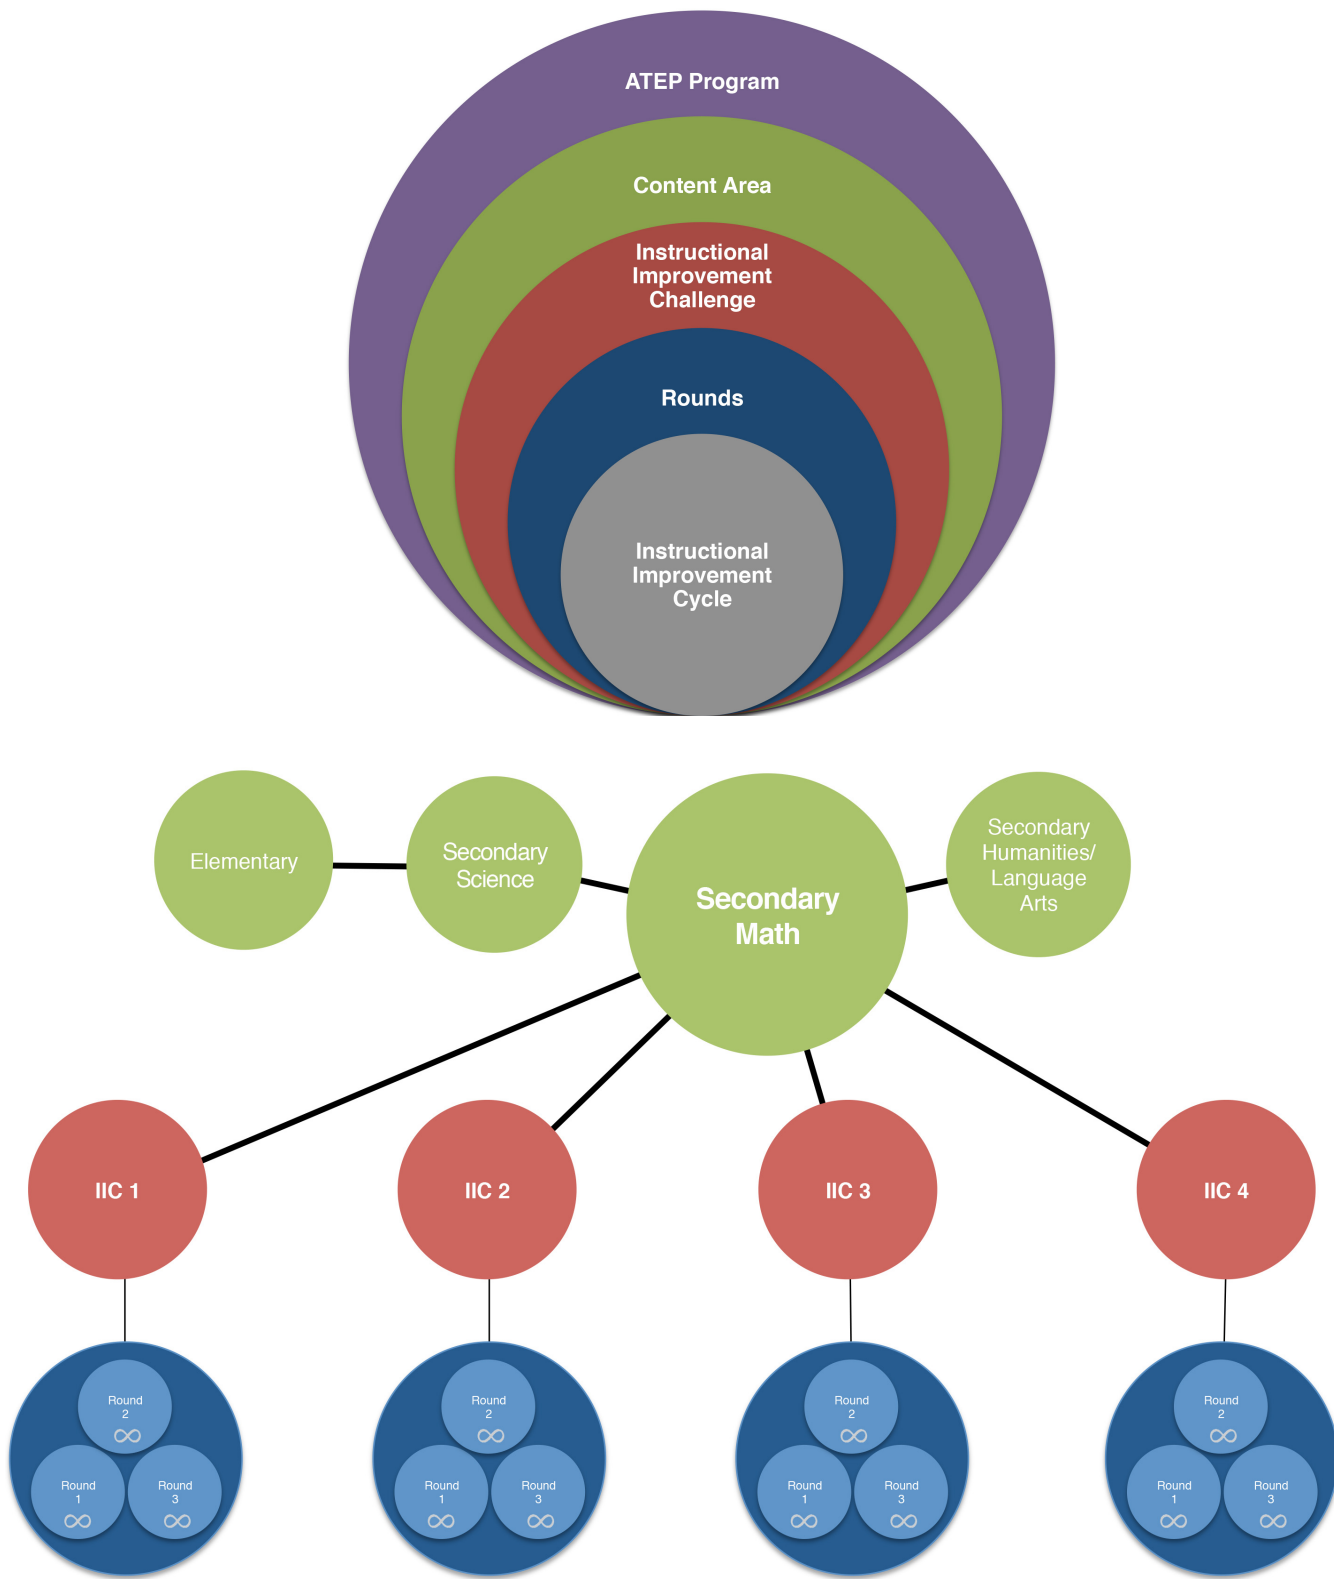 ATEP Program
Content Area
Instructional
Improvement
Challenge
Rounds
Instructional
Improvement
Cycle
Elementary
Secondary
Science
Secondary
Math
Secondary
Humanities/
Language
Arts
IIC 1
IIC 2
IIC 3
IIC 4
Round
2
∞
Round
1
∞
Round
3
∞
Round
2
∞
Round
1
∞
Round
3
∞
Round
2
∞
Round
1
∞
Round
3
∞
Round
2
∞
Round
1
∞
Round
3
∞